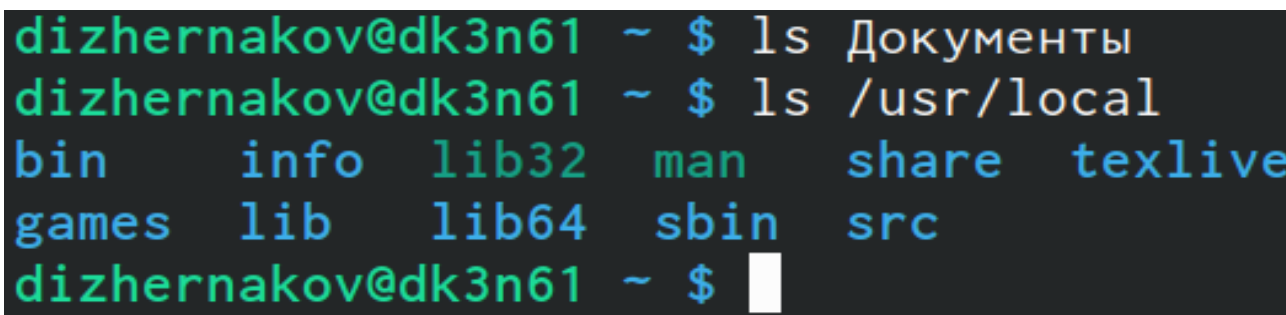 dizhernakov@dk3n61 ~ $ ls Документы
dizhernakov@dk3n61 ~ $ ls /usr/local
bin    info  lib32  man   share  texlive
games  lib   lib64  sbin  src
dizhernakov@dk3n61 ~ $